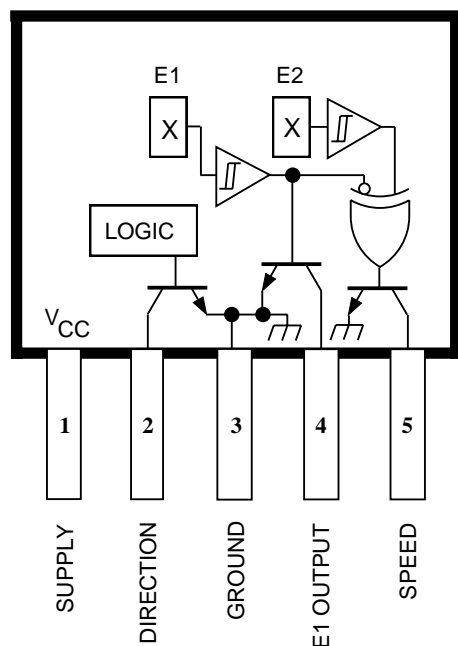 E1
E2
X
X
LOGIC
VCC
1
2
3
4
5
SUPPLY
DIRECTION
GROUND
E1 OUTPUT
SPEED